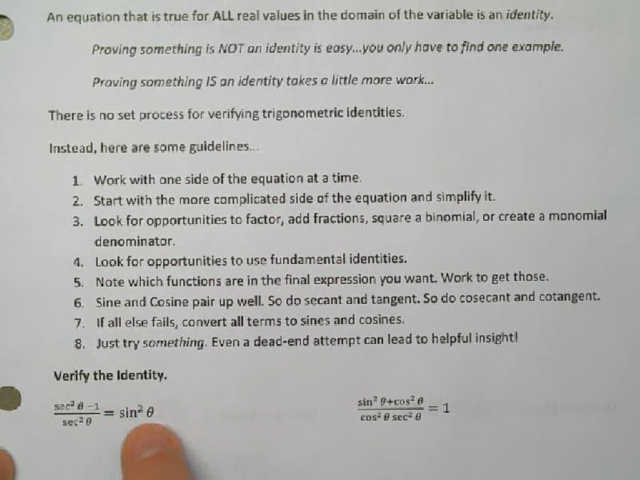 An equation that is true for ALL real values in the domain of the variable is an identity.
Proving something is NOT an identity is easy...you only have to find one example.
Proving something IS an identity takes a little more work...
There is no set process for verifying trigonometric identities.
Instead, here are some guidelines...
1. Work with one side of the equation at a time.
2. Start with the more complicated side of the equation and simplify it.
3. Look for opportunities to factor, add fractions, square a binomial, or create a monomial
denominator.
4. Look for opportunities to use fundamental identities.
5. Note which functions are in the final expression you want. Work to get those.
6. Sine and Cosine pair up well. So do secant and tangent. So do cosecant and cotangent.
7. If all else fails, convert all terms to sines and cosines.
8. Just try something. Even a dead-end attempt can lead to helpful insight!
Verify the Identity.
sec² θ −1 / sec² θ = sin² θ
sin² θ+cos² θ / cos² θ sec² θ = 1